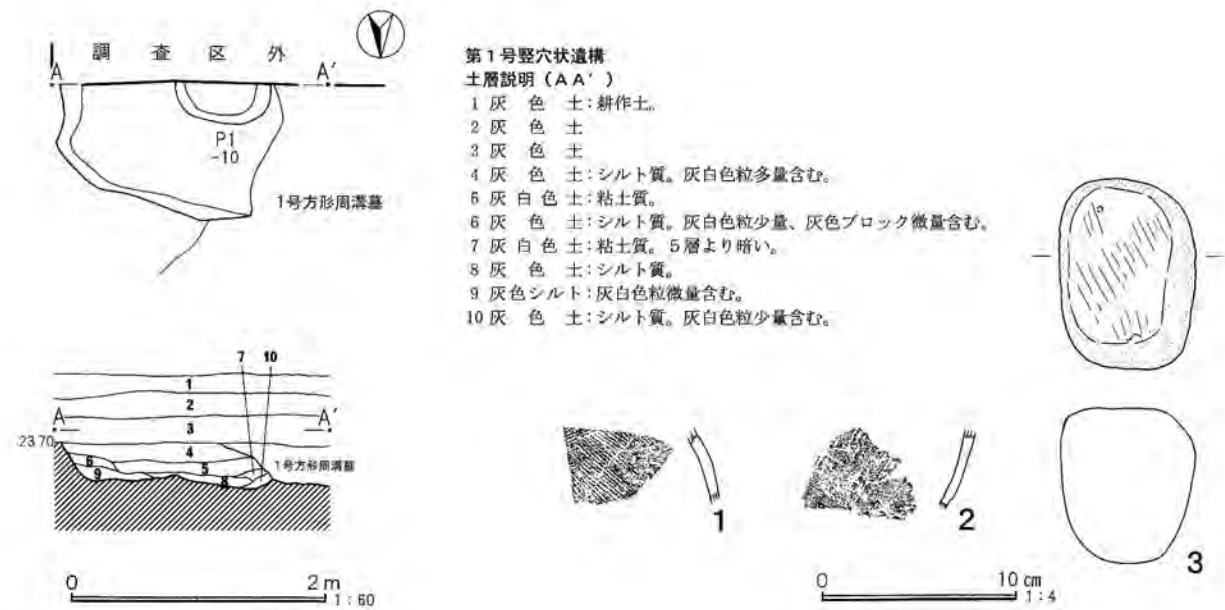 調 査 区 外
A
A′
P1
-10
1号方形周溝墓
第1号竪穴状遺構
土層説明（AA′）
1 灰 色 土：耕作土。
2 灰 色 土
3 灰 色 土
4 灰 色 土：シルト質。灰白色粒多量含む。
5 灰 白 色 土：粘土質。
6 灰 色 土：シルト質。灰白色粒少量、灰色ブロック微量含む。
7 灰 白 色 土：粘土質。5層より暗い。
8 灰 色 土：シルト質。
9 灰色シルト：灰白色粒微量含む。
10 灰 色 土：シルト質。灰白色粒少量含む。
7 10
1
2
A
A′
3
23.70
4
5
6
1号方形周溝墓
9
8
0 2 m
1：60
1
2
3
0 10 cm
1：4